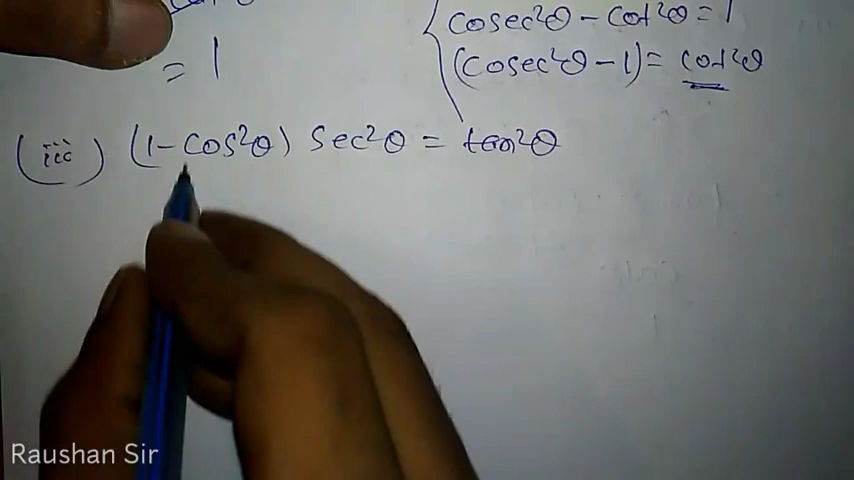 = 1
cosec²θ - cot²θ = 1
(cosec²θ - 1) = cot²θ
(iii) (1 - cos²θ) sec²θ = tan²θ
Raushan Sir